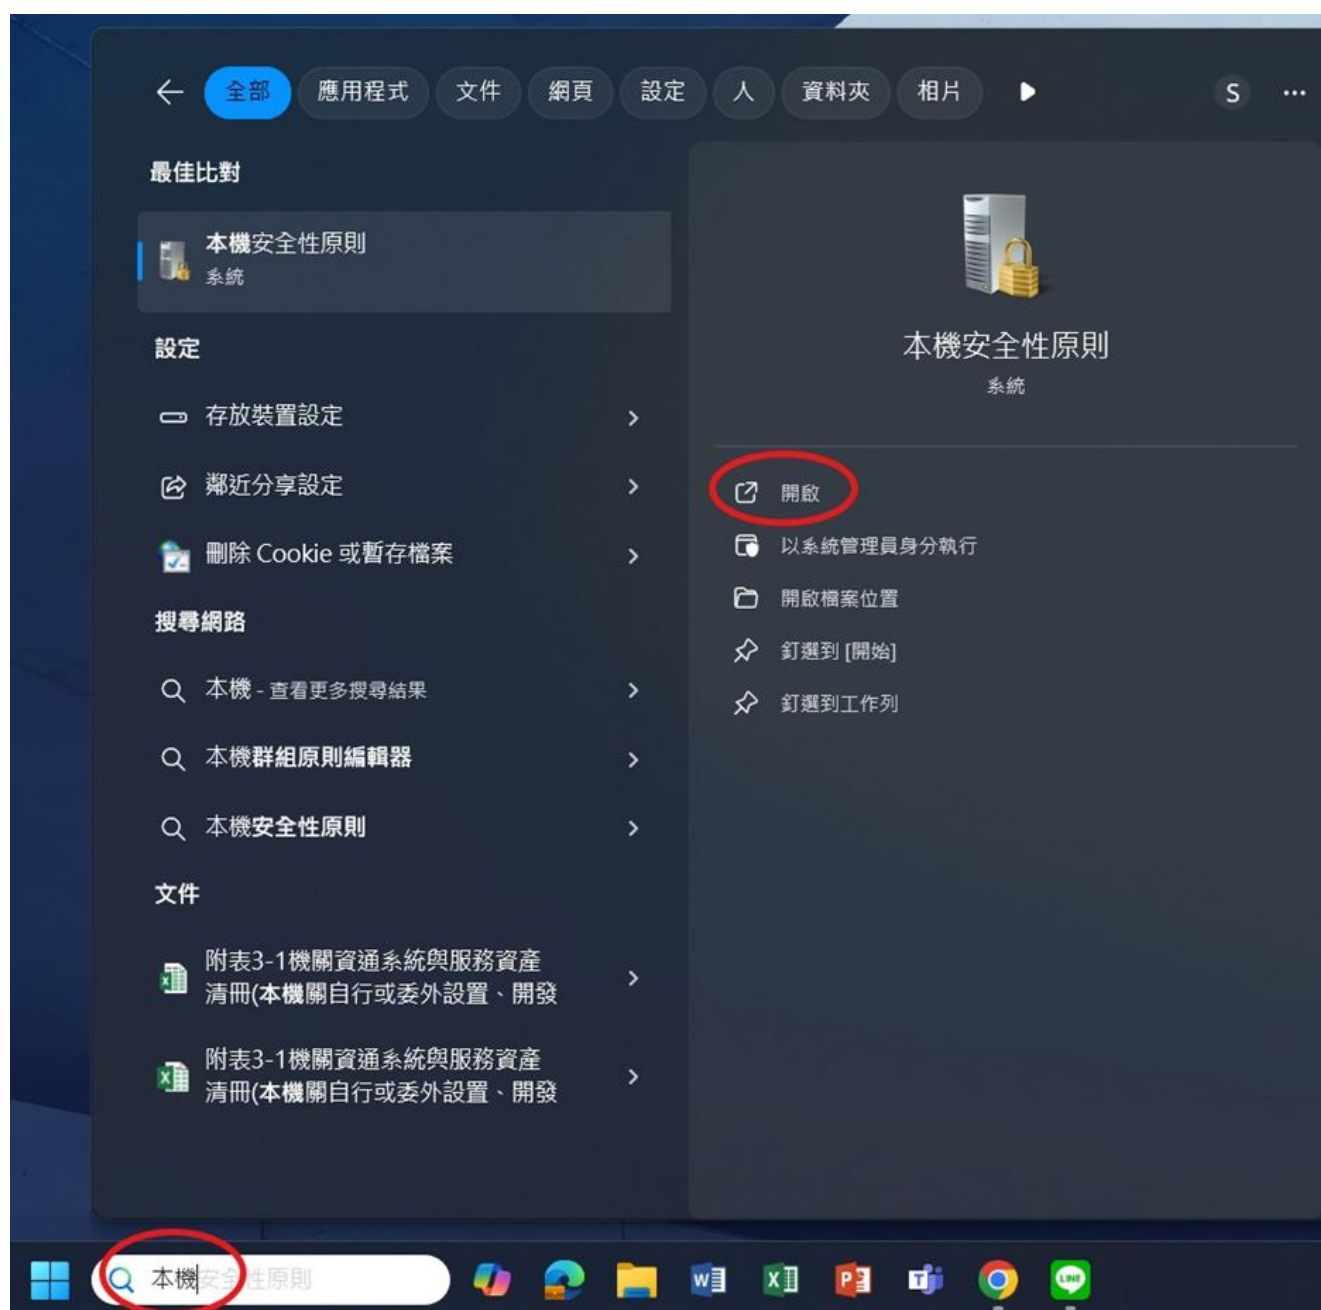 全部 應用程式 文件 網頁 設定 人 資料夾 相片 S ...
最佳比對
本機安全性原則
系統
設定
存放裝置設定
鄰近分享設定
刪除 Cookie 或暫存檔案
搜尋網路
本機 - 查看更多搜尋結果
本機群組原則編輯器
本機安全性原則
文件
附表3-1機關資通系統與服務資產
清冊(本機關自行或委外設置、開發
附表3-1機關資通系統與服務資產
清冊(本機關自行或委外設置、開發
本機安全性原則
系統
開啟
以系統管理員身分執行
開啟檔案位置
釘選到 [開始]
釘選到工作列
本機安全性原則